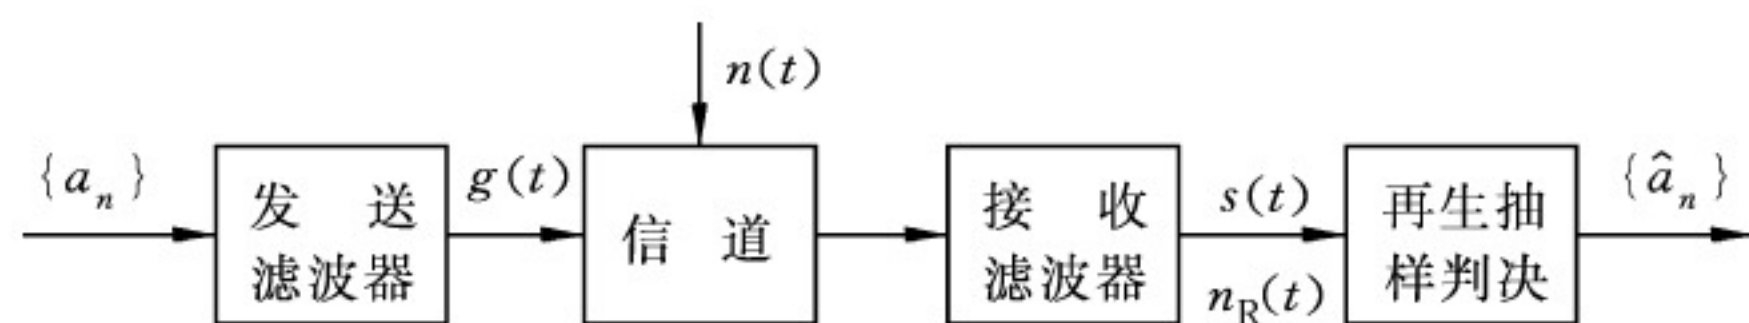 n(t)
{aₙ}
发 送
滤波器
g(t)
信 道
接 收
滤波器
s(t)
n_R(t)
再生抽
样判决
{âₙ}